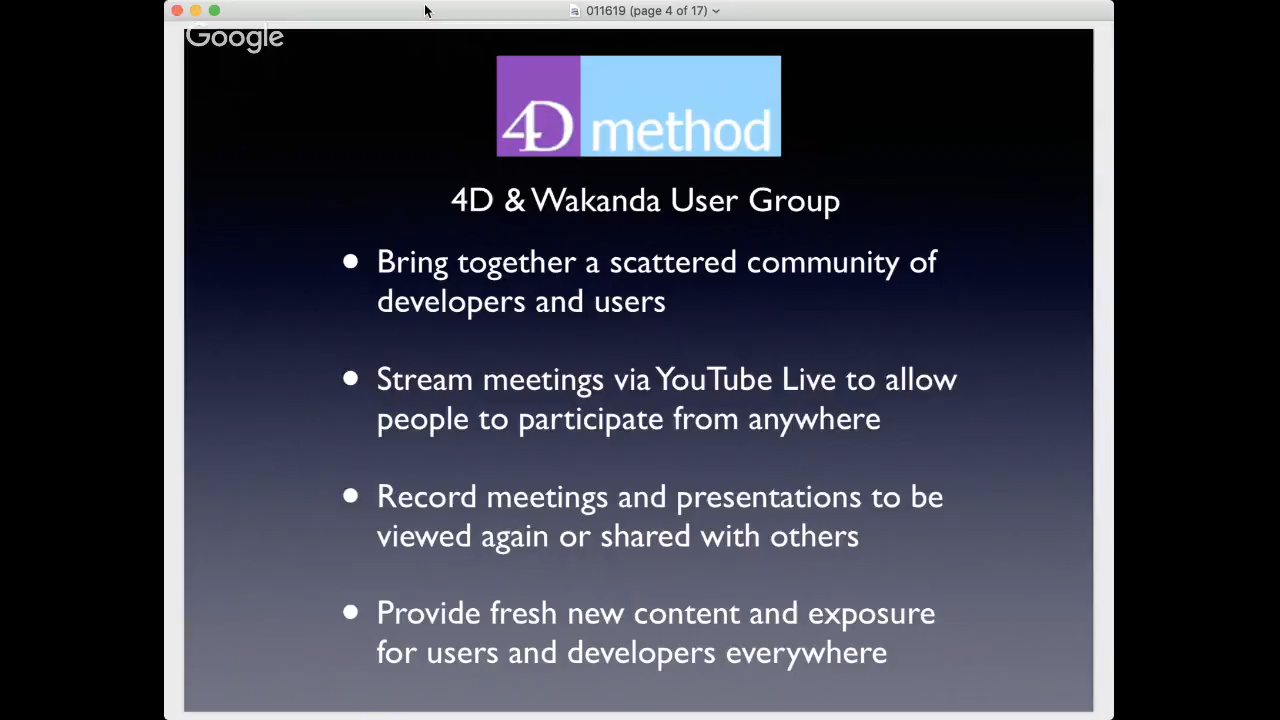 011619 (page 4 of 17)
Google
4D method
4D & Wakanda User Group
• Bring together a scattered community of
developers and users
• Stream meetings via YouTube Live to allow
people to participate from anywhere
• Record meetings and presentations to be
viewed again or shared with others
• Provide fresh new content and exposure
for users and developers everywhere